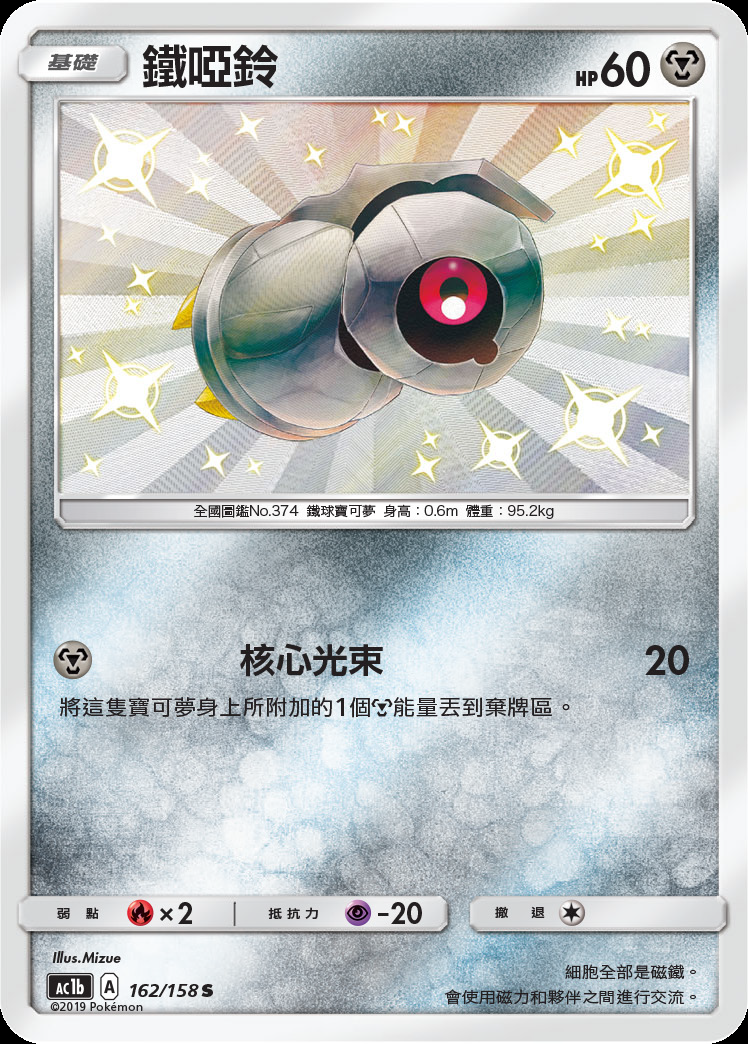 基礎 鐵啞鈴 HP60
全國圖鑑No.374 鐵球寶可夢 身高：0.6m 體重：95.2kg
核心光束 20
將這隻寶可夢身上所附加的1個能量丟到棄牌區。
弱點 ×2 抵抗力 -20 撤退
Illus.Mizue
細胞全部是磁鐵。
AC1b A 162/158 S
會使用磁力和夥伴之間進行交流。
©2019 Pokémon